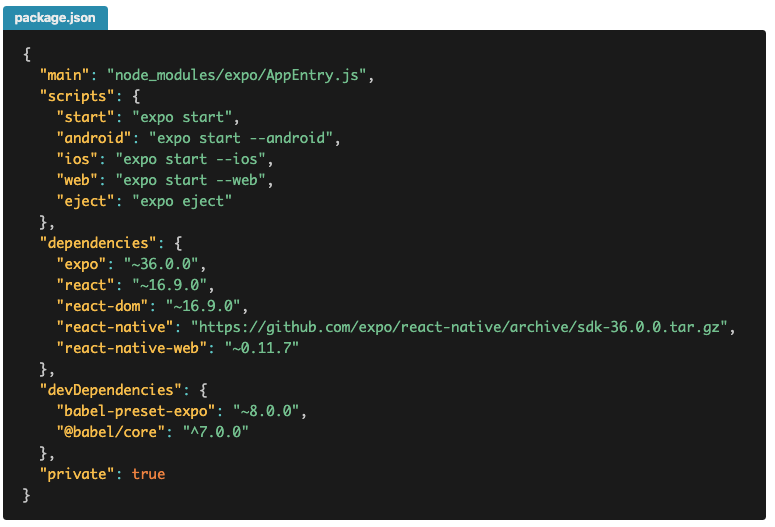 package.json
{
  "main": "node_modules/expo/AppEntry.js",
  "scripts": {
    "start": "expo start",
    "android": "expo start --android",
    "ios": "expo start --ios",
    "web": "expo start --web",
    "eject": "expo eject"
  },
  "dependencies": {
    "expo": "~36.0.0",
    "react": "~16.9.0",
    "react-dom": "~16.9.0",
    "react-native": "https://github.com/expo/react-native/archive/sdk-36.0.0.tar.gz",
    "react-native-web": "~0.11.7"
  },
  "devDependencies": {
    "babel-preset-expo": "~8.0.0",
    "@babel/core": "^7.0.0"
  },
  "private": true
}